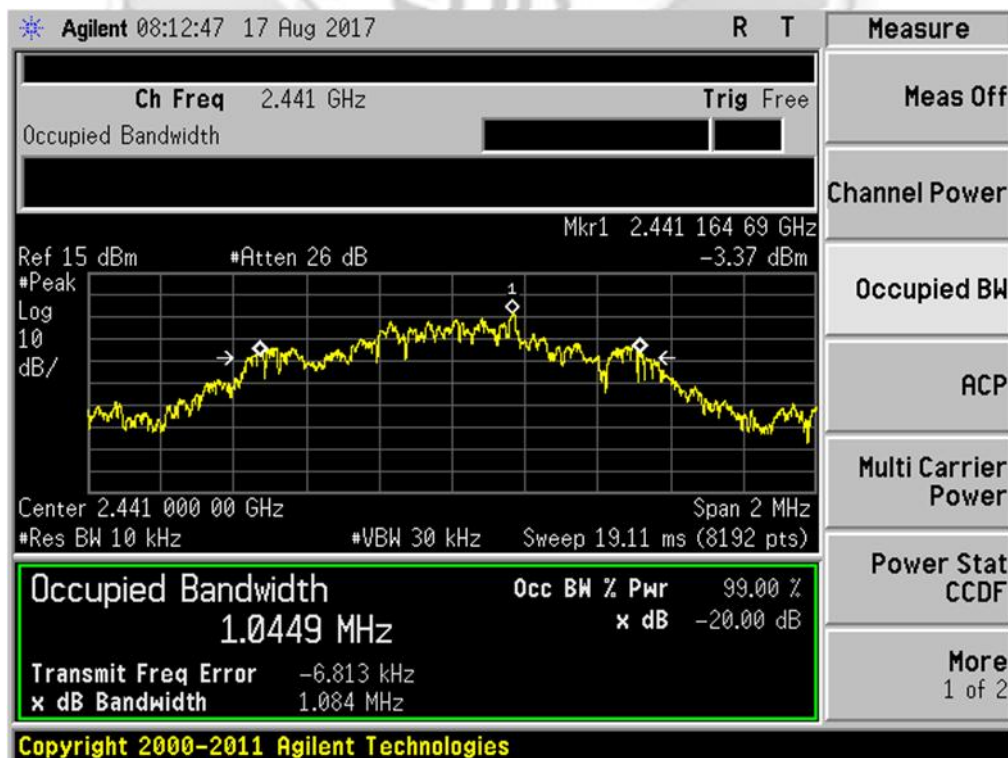 Agilent 08:12:47 17 Aug 2017 R T
Measure
Ch Freq 2.441 GHz Trig Free
Occupied Bandwidth
Meas Off
Channel Power
Mkr1 2.441 164 69 GHz
Ref 15 dBm #Atten 26 dB -3.37 dBm
#Peak
Log
10
dB/
1
Occupied BW
ACP
Multi Carrier
Power
Center 2.441 000 00 GHz Span 2 MHz
#Res BW 10 kHz #VBW 30 kHz Sweep 19.11 ms (8192 pts)
Occupied Bandwidth Occ BW % Pwr 99.00 %
1.0449 MHz x dB -20.00 dB
Transmit Freq Error -6.813 kHz
x dB Bandwidth 1.084 MHz
Power Stat
CCDF
More
1 of 2
Copyright 2000-2011 Agilent Technologies